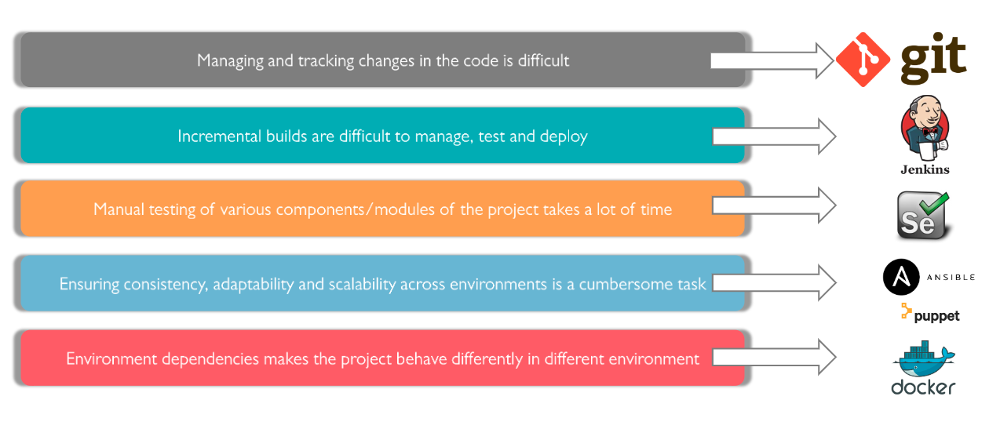 Managing and tracking changes in the code is difficult
git
Incremental builds are difficult to manage, test and deploy
Jenkins
Manual testing of various components/modules of the project takes a lot of time
Se
Ensuring consistency, adaptability and scalability across environments is a cumbersome task
A ANSIBLE
puppet
Environment dependencies makes the project behave differently in different environment
docker